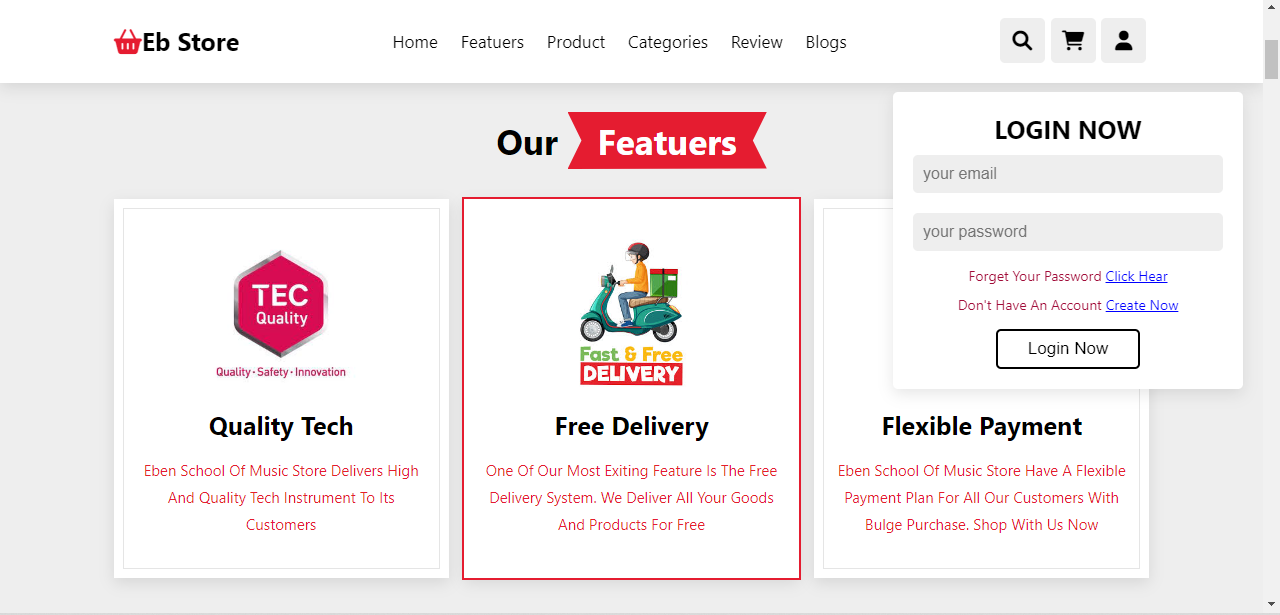 Eb Store
Home Featuers Product Categories Review Blogs
Our Featuers
LOGIN NOW
your email
your password
Forget Your Password Click Hear
Don't Have An Account Create Now
Login Now
TEC
Quality
Quality·Safety·Innovation
Quality Tech
Eben School Of Music Store Delivers High
And Quality Tech Instrument To Its
Customers
Fast & Free
DELIVERY
Free Delivery
One Of Our Most Exiting Feature Is The Free
Delivery System. We Deliver All Your Goods
And Products For Free
Flexible Payment
Eben School Of Music Store Have A Flexible
Payment Plan For All Our Customers With
Bulge Purchase. Shop With Us Now